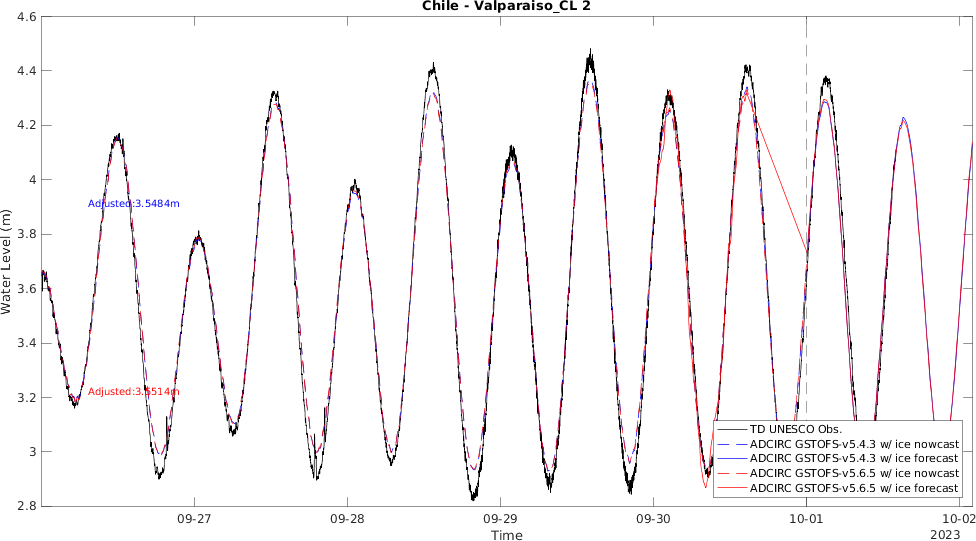 Chile - Valparaiso_CL 2
4.6
4.4
4.2
4
3.8
3.6
3.4
3.2
3
2.8
Water Level (m)
Adjusted:3.5484m
Adjusted:3.5514m
TD UNESCO Obs.
ADCIRC GSTOFS-v5.4.3 w/ ice nowcast
ADCIRC GSTOFS-v5.4.3 w/ ice forecast
ADCIRC GSTOFS-v5.6.5 w/ ice nowcast
ADCIRC GSTOFS-v5.6.5 w/ ice forecast
09-27 09-28 09-29 09-30 10-01 10-02
Time
2023